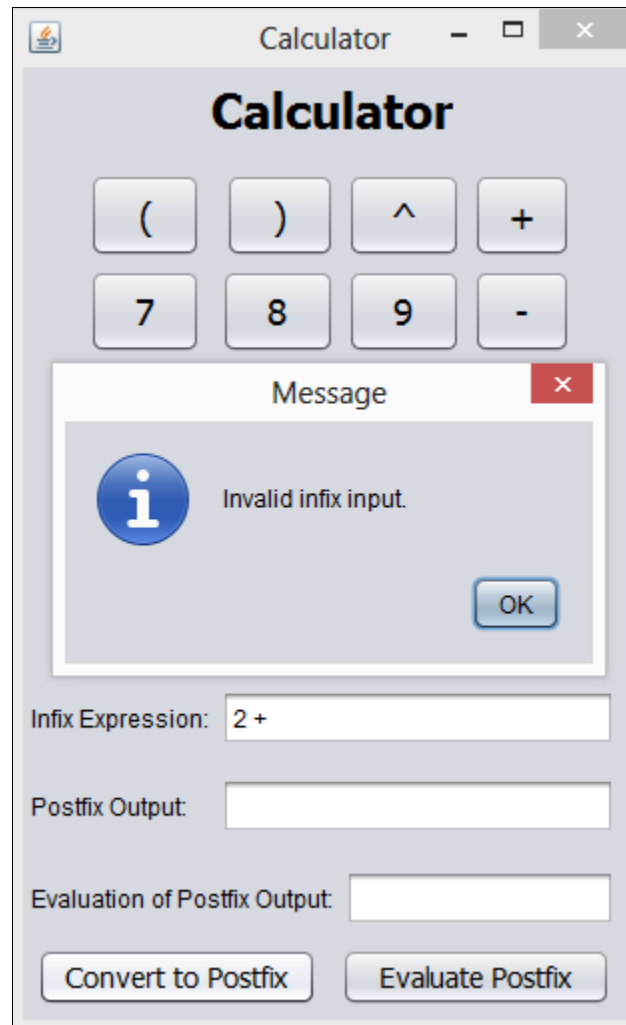 Calculator
Calculator
( ) ^ +
7 8 9 -
Message
Invalid infix input.
OK
Infix Expression: 2 +
Postfix Output:
Evaluation of Postfix Output:
Convert to Postfix Evaluate Postfix